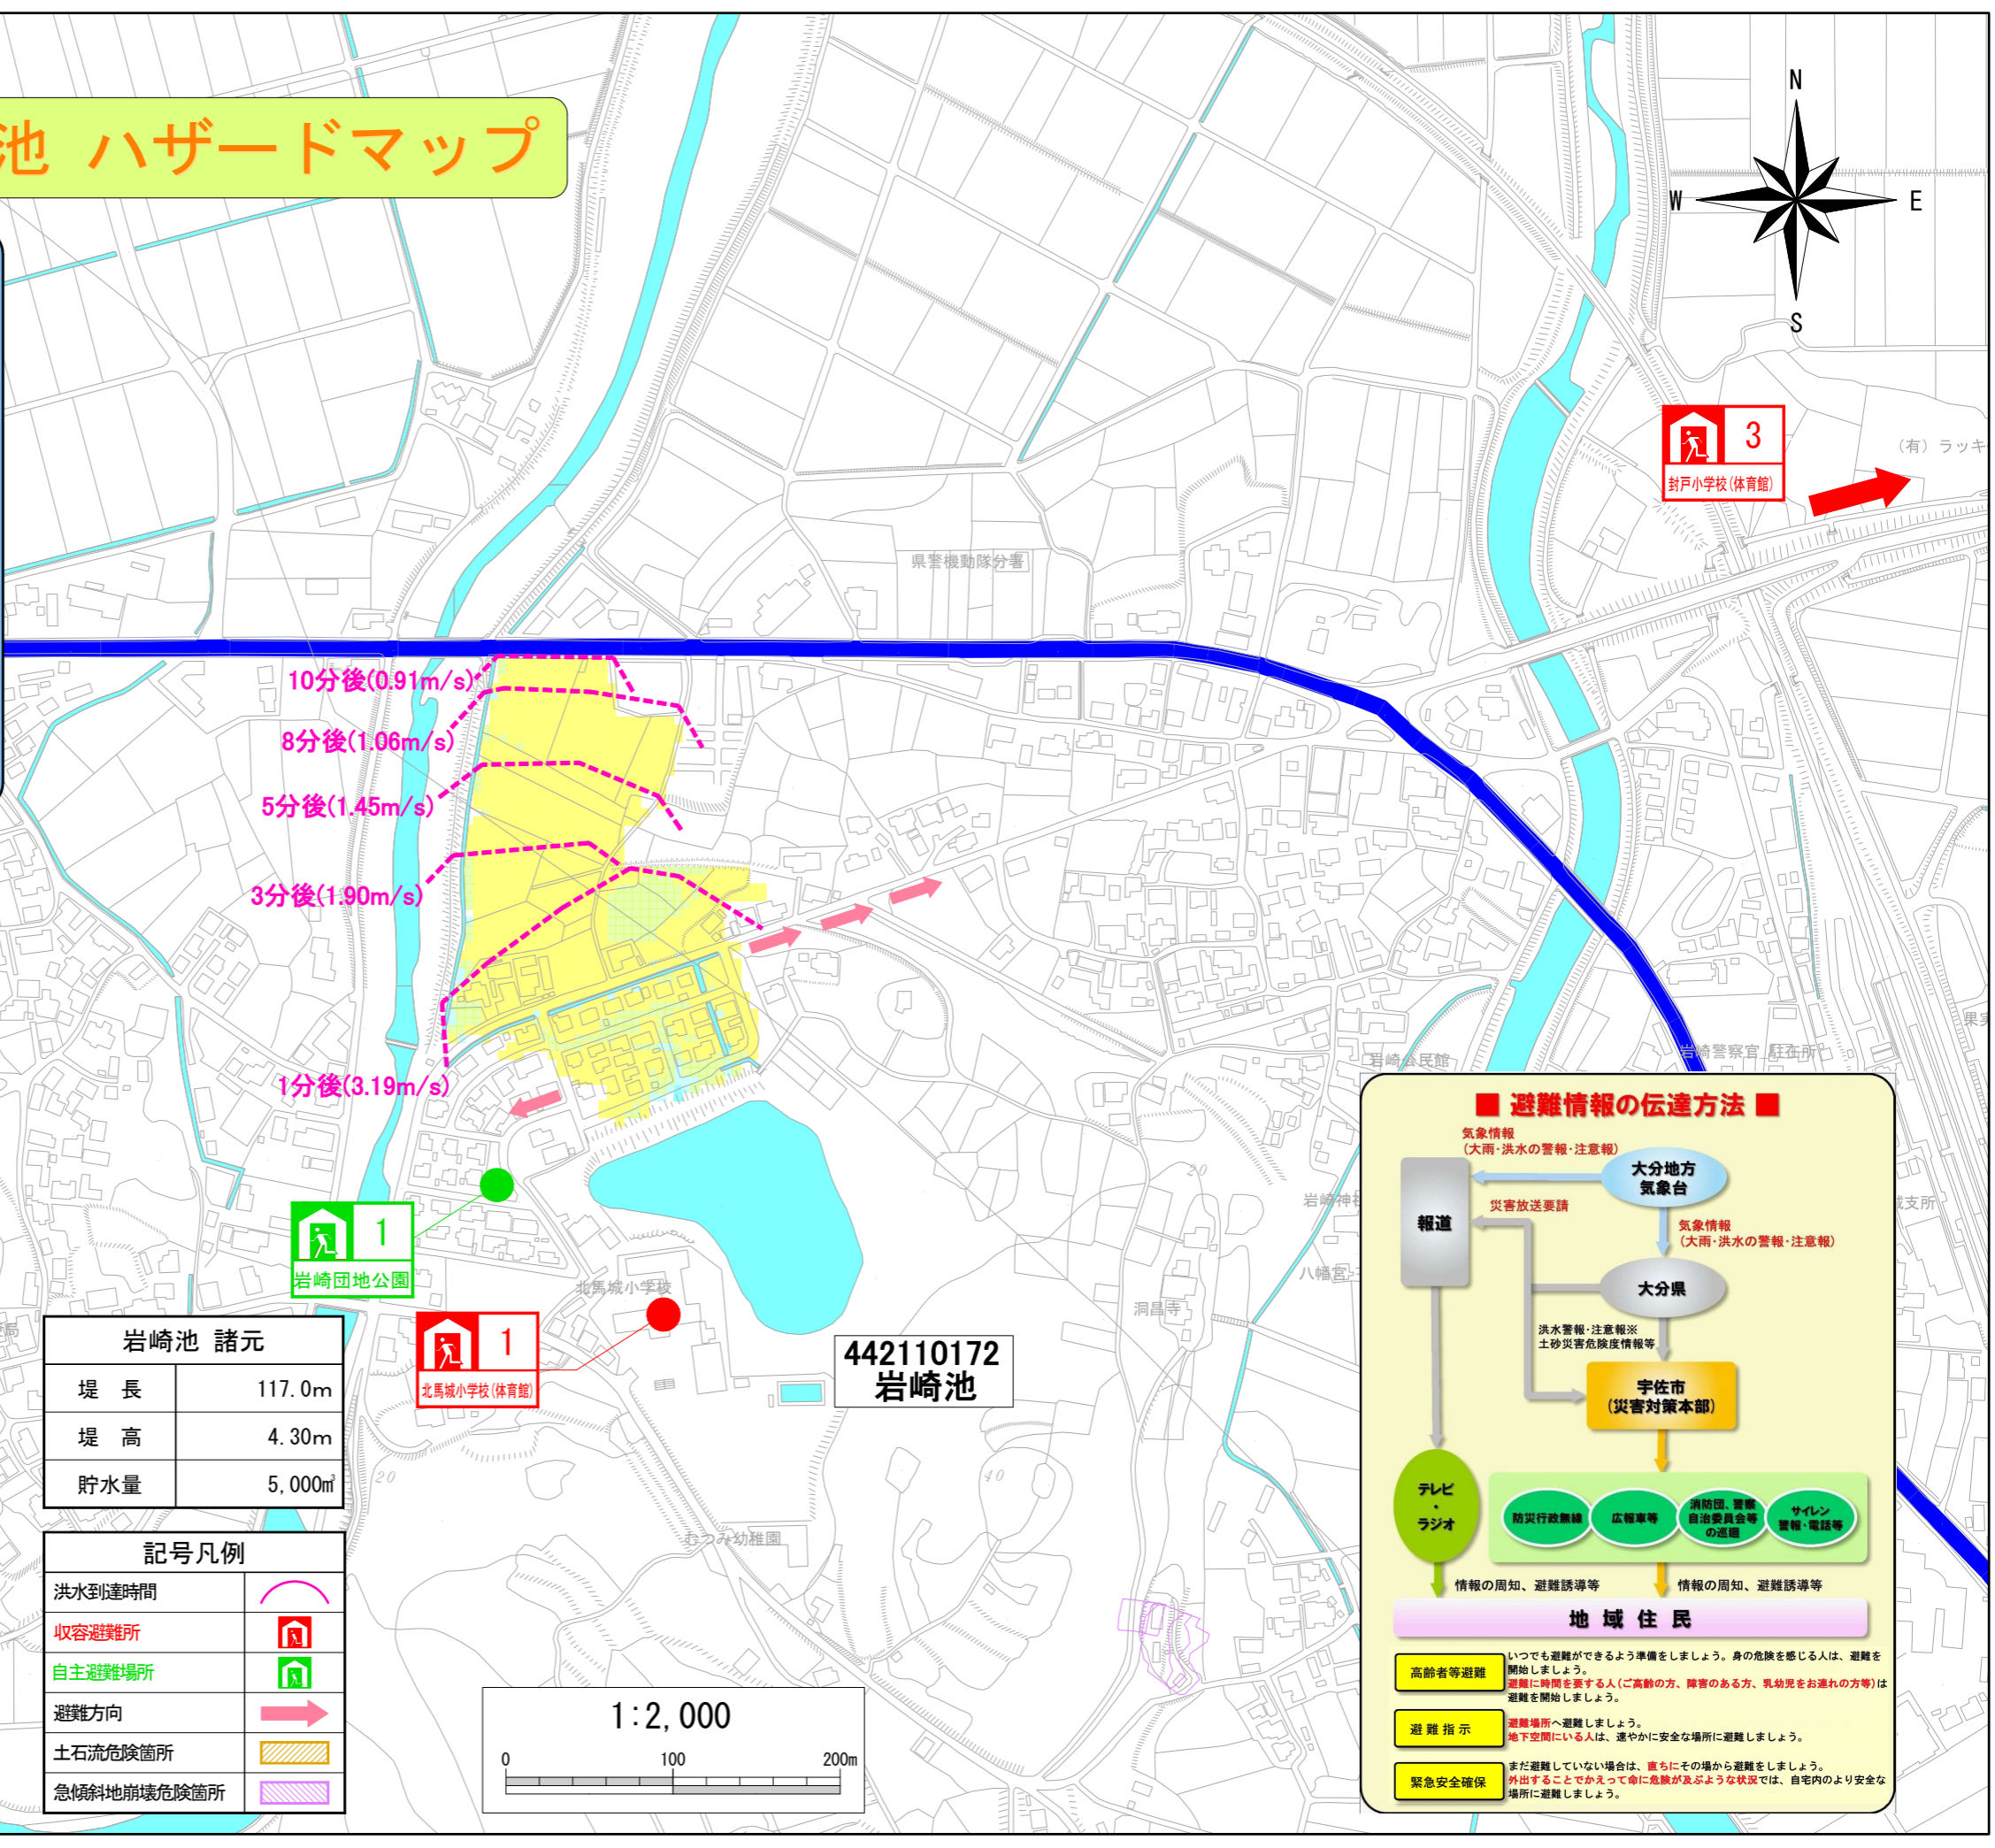 池 ハザードマップ
N
W
E
S
3
封戸小学校(体育館)
(有) ラッキ
県警機動隊分署
10分後(0.91m/s)
8分後(1.06m/s)
5分後(1.45m/s)
3分後(1.90m/s)
1分後(3.19m/s)
岩崎公民館
岩崎警察官 駐在所
1
岩崎団地公園
北馬城小学校
1
北馬城小学校(体育館)
442110172
岩崎池
洞昌寺
八幡宮
支所
むつみ幼稚園
20
20
40
岩崎池 諸元
堤 長 117.0m
堤 高 4.30m
貯水量 5,000㎥
記号凡例
洪水到達時間
収容避難所
自主避難場所
避難方向
土石流危険箇所
急傾斜地崩壊危険箇所
1:2,000
0 100 200m
■ 避難情報の伝達方法 ■
気象情報
(大雨・洪水の警報・注意報)
大分地方
気象台
報道
災害放送要請
気象情報
(大雨・洪水の警報・注意報)
大分県
洪水警報・注意報※
土砂災害危険度情報等
宇佐市
(災害対策本部)
テレビ
・
ラジオ
防災行政無線
広報車等
消防団、警察
自治委員会等
の巡廻
サイレン
警報・電話等
情報の周知、避難誘導等
情報の周知、避難誘導等
地 域 住 民
高齢者等避難
いつでも避難ができるよう準備をしましょう。身の危険を感じる人は、避難を
開始しましょう。
避難に時間を要する人(ご高齢の方、障害のある方、乳幼児をお連れの方等)は
避難を開始しましょう。
避 難 指 示
避難場所へ避難しましょう。
地下空間にいる人は、速やかに安全な場所に避難しましょう。
緊急安全確保
まだ避難していない場合は、直ちにその場から避難をしましょう。
外出することでかえって命に危険が及ぶような状況では、自宅内のより安全な
場所に避難しましょう。